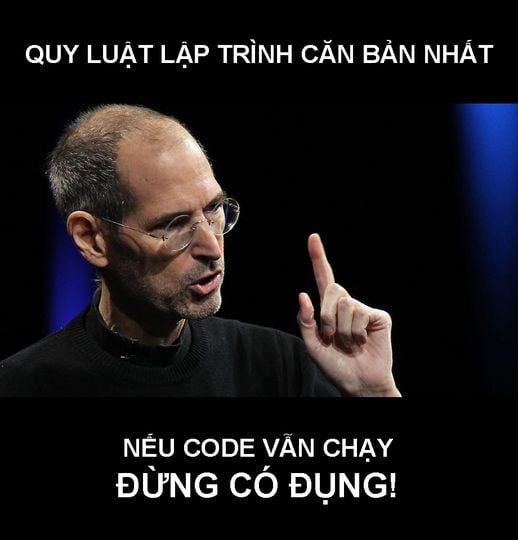 QUY LUẬT LẬP TRÌNH CĂN BẢN NHẤT
NẾU CODE VẪN CHẠY
ĐỪNG CÓ ĐỤNG!